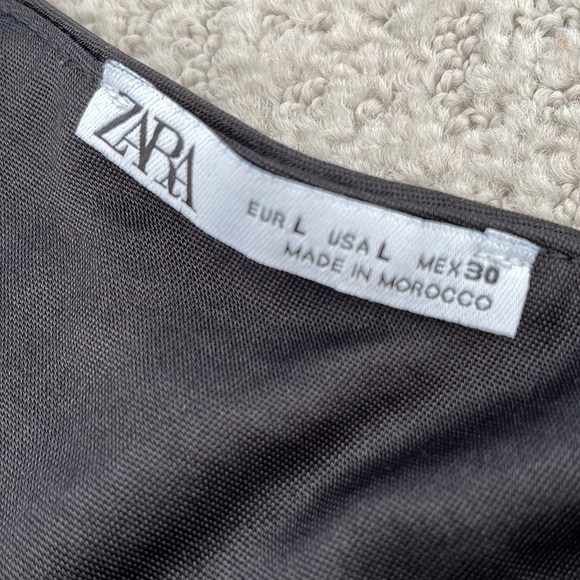 ZARA
EUR L USA L MEX 30
MADE IN MOROCCO